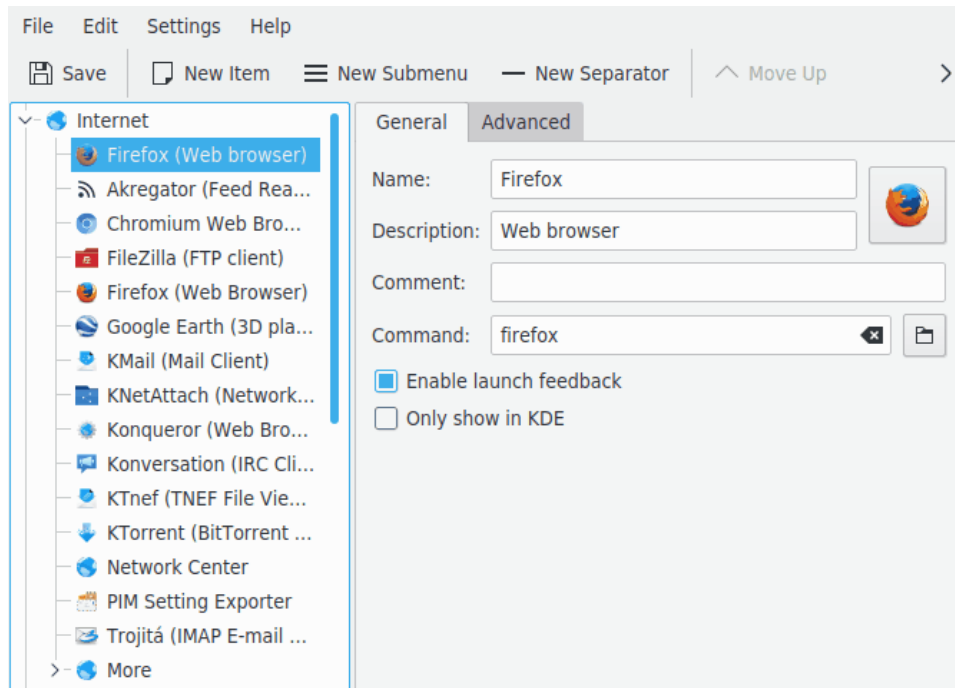 File Edit Settings Help
Save New Item New Submenu New Separator Move Up
Internet
Firefox (Web browser)
Akregator (Feed Rea...
Chromium Web Bro...
FileZilla (FTP client)
Firefox (Web Browser)
Google Earth (3D pla...
KMail (Mail Client)
KNetAttach (Network...
Konqueror (Web Bro...
Konversation (IRC Cli...
KTnef (TNEF File Vie...
KTorrent (BitTorrent ...
Network Center
PIM Setting Exporter
Trojitá (IMAP E-mail ...
More
General Advanced
Name: Firefox
Description: Web browser
Comment:
Command: firefox
Enable launch feedback
Only show in KDE